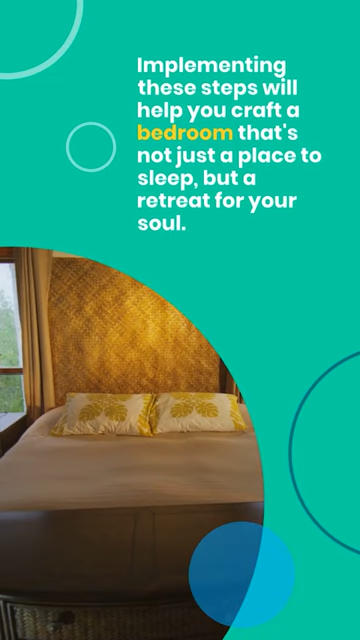 Implementing
these steps will
help you craft a
bedroom that's
not just a place to
sleep, but a
retreat for your
soul.